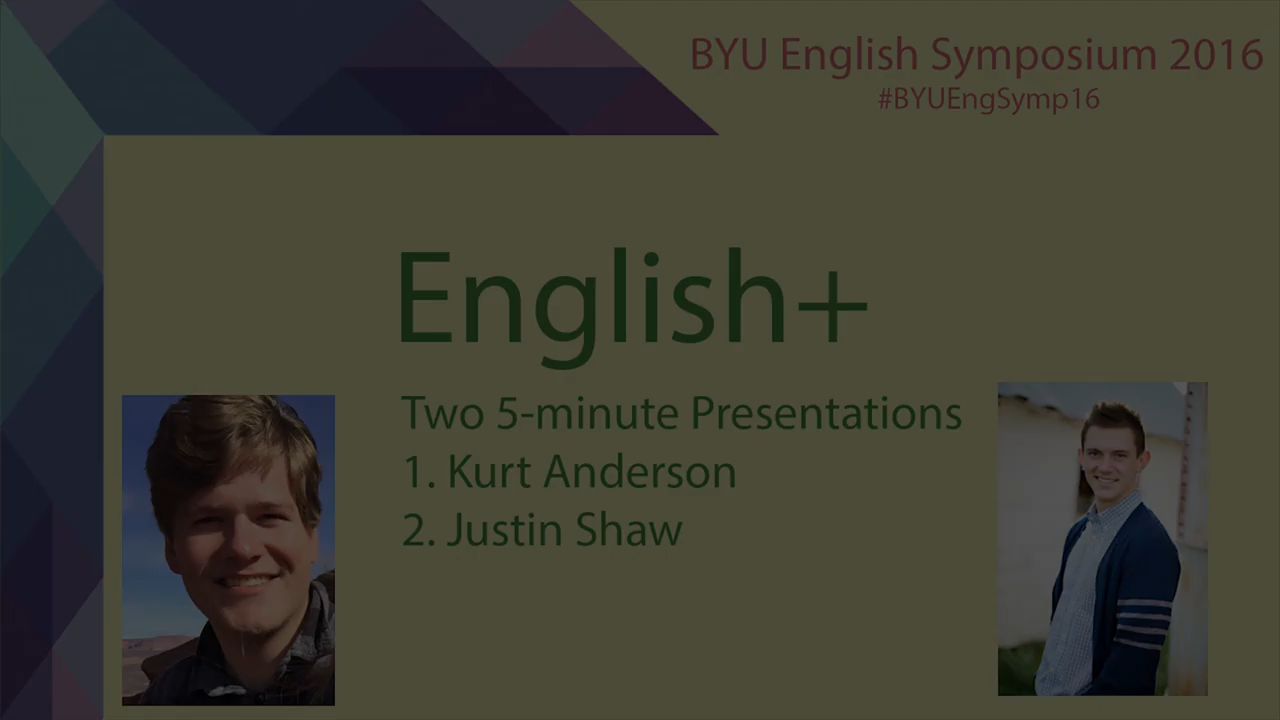 BYU English Symposium 2016
#BYUEngSymp16
English+
Two 5-minute Presentations
1. Kurt Anderson
2. Justin Shaw